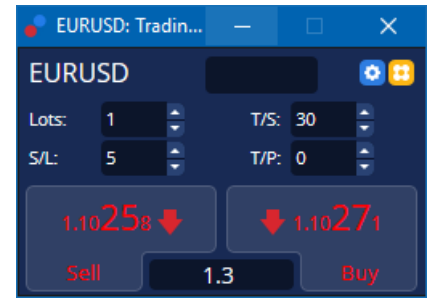 EURUSD: Tradin...
EURUSD
Lots: 1 T/S: 30
S/L: 5 T/P: 0
1.10258 1.10271
Sell 1.3 Buy